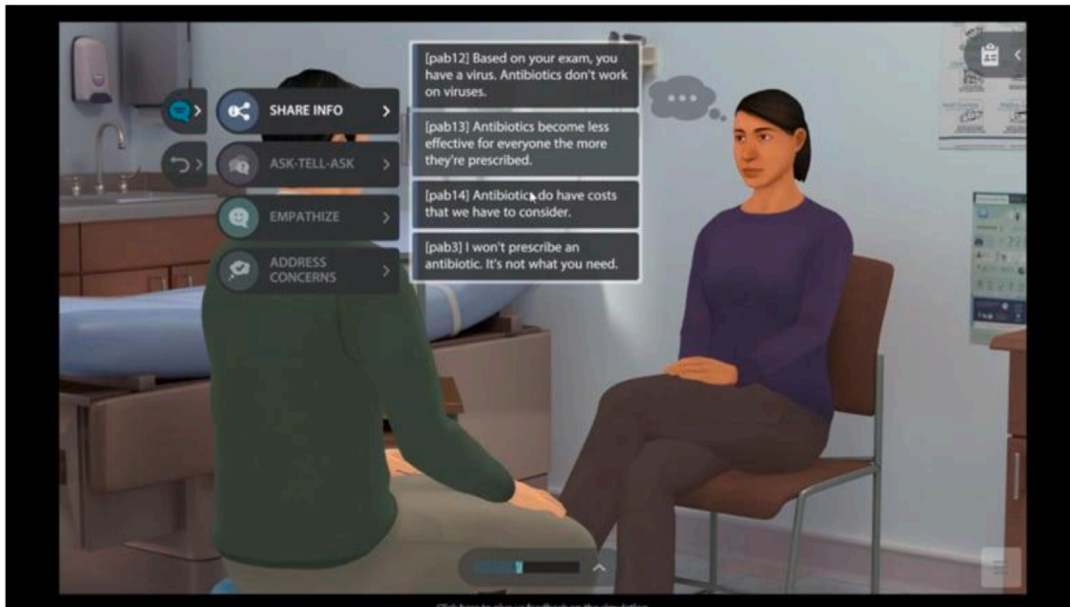 SHARE INFO
ASK-TELL-ASK
EMPATHIZE
ADDRESS
CONCERNS
[pab12] Based on your exam, you
have a virus. Antibiotics don't work
on viruses.
[pab13] Antibiotics become less
effective for everyone the more
they're prescribed.
[pab14] Antibiotics do have costs
that we have to consider.
[pab3] I won't prescribe an
antibiotic. It's not what you need.